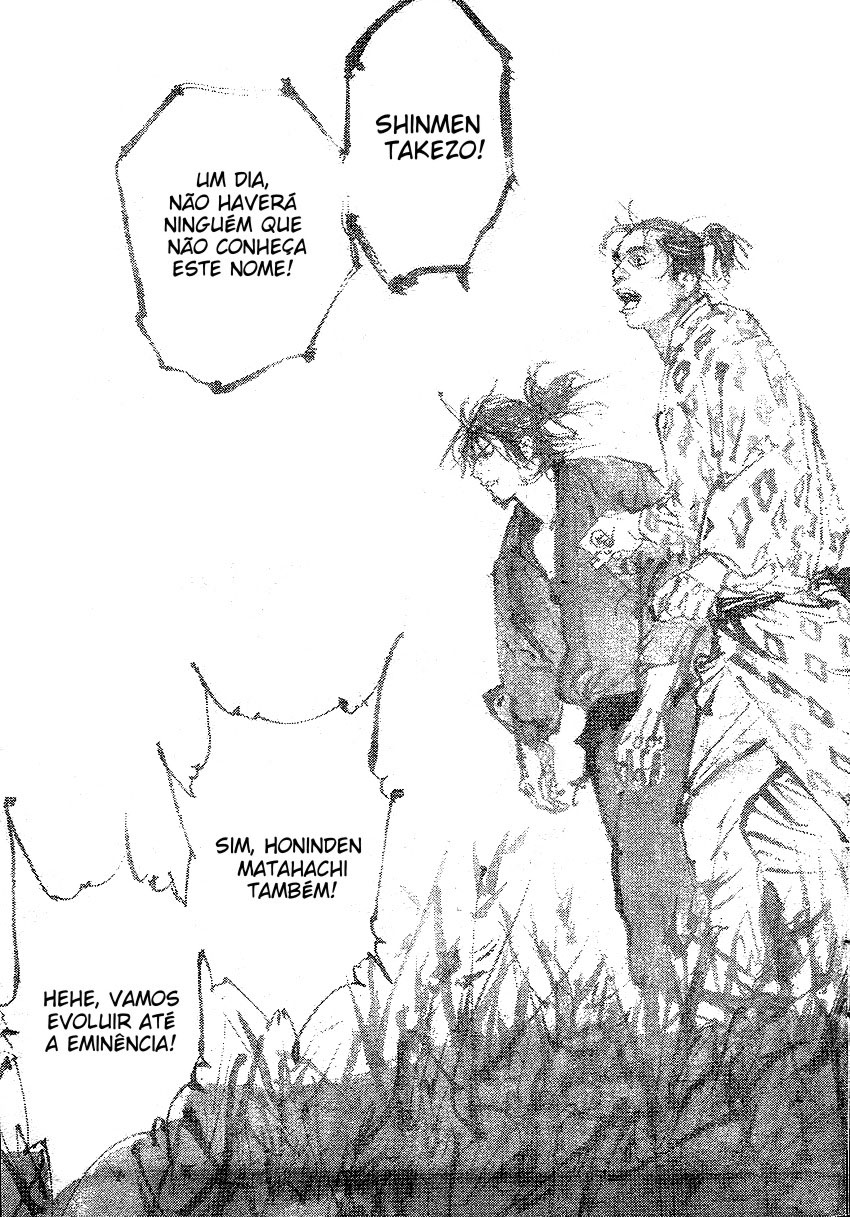 SHINMEN
TAKEZO!
UM DIA,
NÃO HAVERÁ
NINGUÉM QUE
NÃO CONHEÇA
ESTE NOME!
SIM, HONINDEN
MATAHACHI
TAMBÉM!
HEHE, VAMOS
EVOLUIR ATÉ
A EMINÊNCIA!